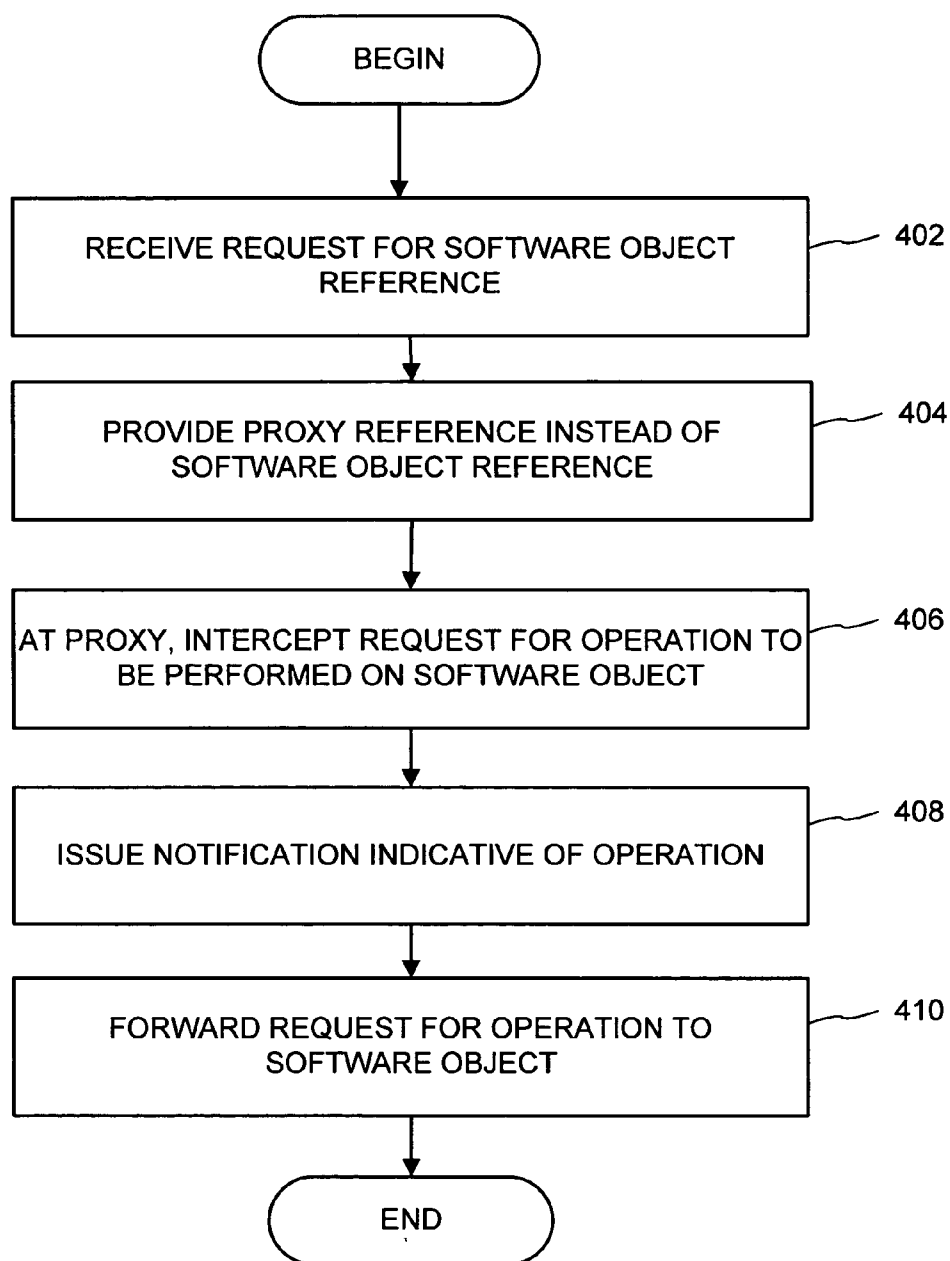 BEGIN
RECEIVE REQUEST FOR SOFTWARE OBJECT
REFERENCE
402
PROVIDE PROXY REFERENCE INSTEAD OF
SOFTWARE OBJECT REFERENCE
404
AT PROXY, INTERCEPT REQUEST FOR OPERATION TO
BE PERFORMED ON SOFTWARE OBJECT
406
ISSUE NOTIFICATION INDICATIVE OF OPERATION
408
FORWARD REQUEST FOR OPERATION TO
SOFTWARE OBJECT
410
END